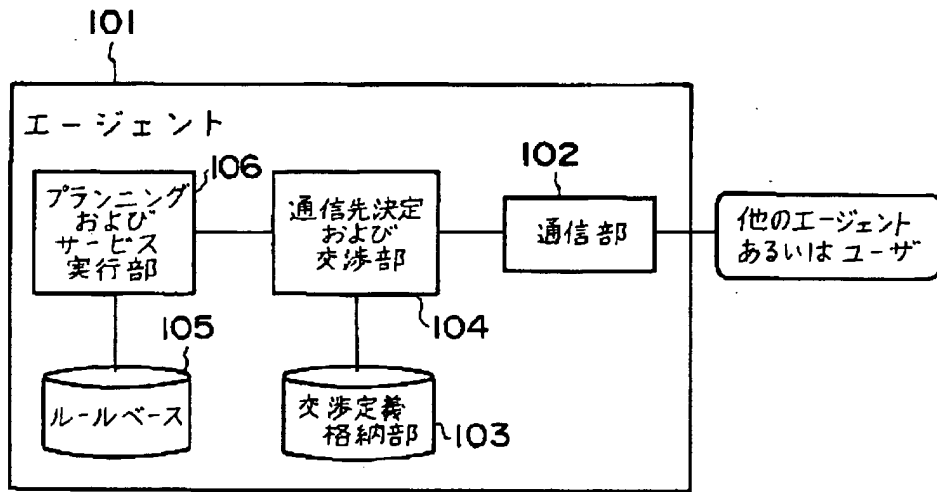 101
エージェント
106
プランニング
および
サービス
実行部
通信先決定
および
交渉部
102
通信部
他のエージェント
あるいは ユーザ
104
105
ルールベース
交渉定義
格納部
103